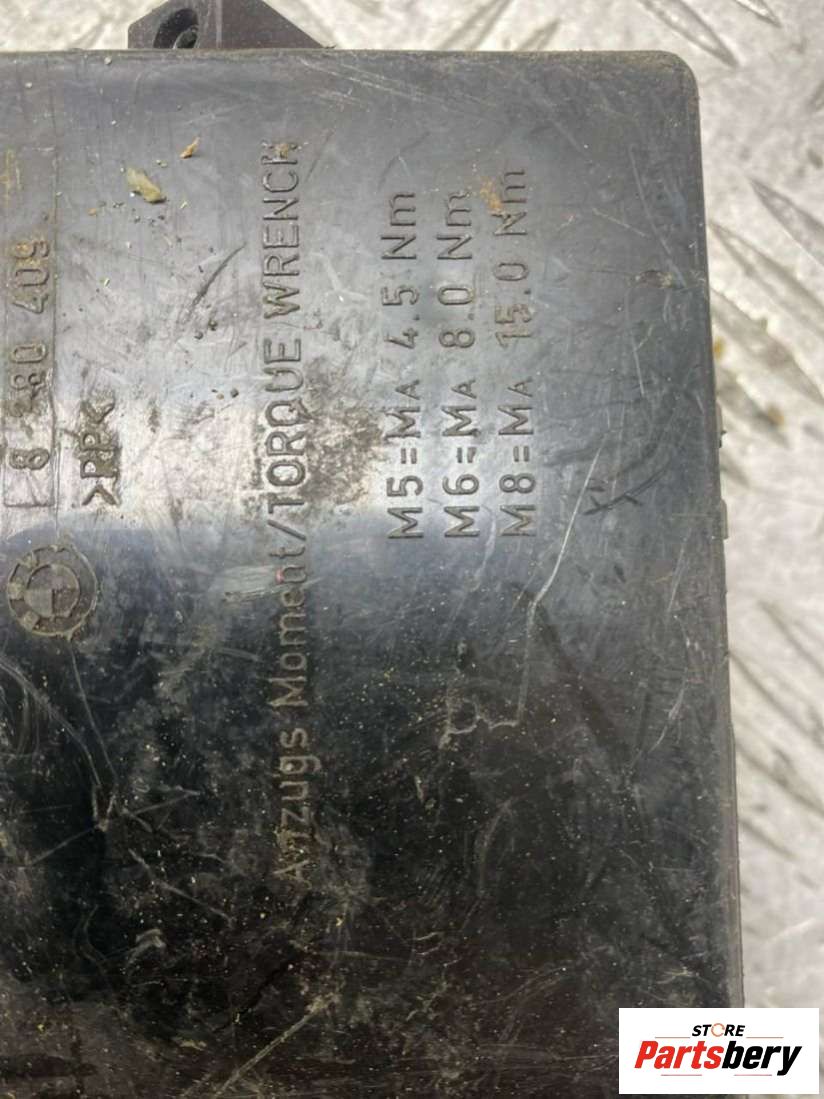 8 380 409
>PP<
Anzugs Moment/TORQUE WRENCH
M5=MA 4.5 Nm
M6=MA 8.0 Nm
M8=MA 15.0 Nm
STORE
Partsbery